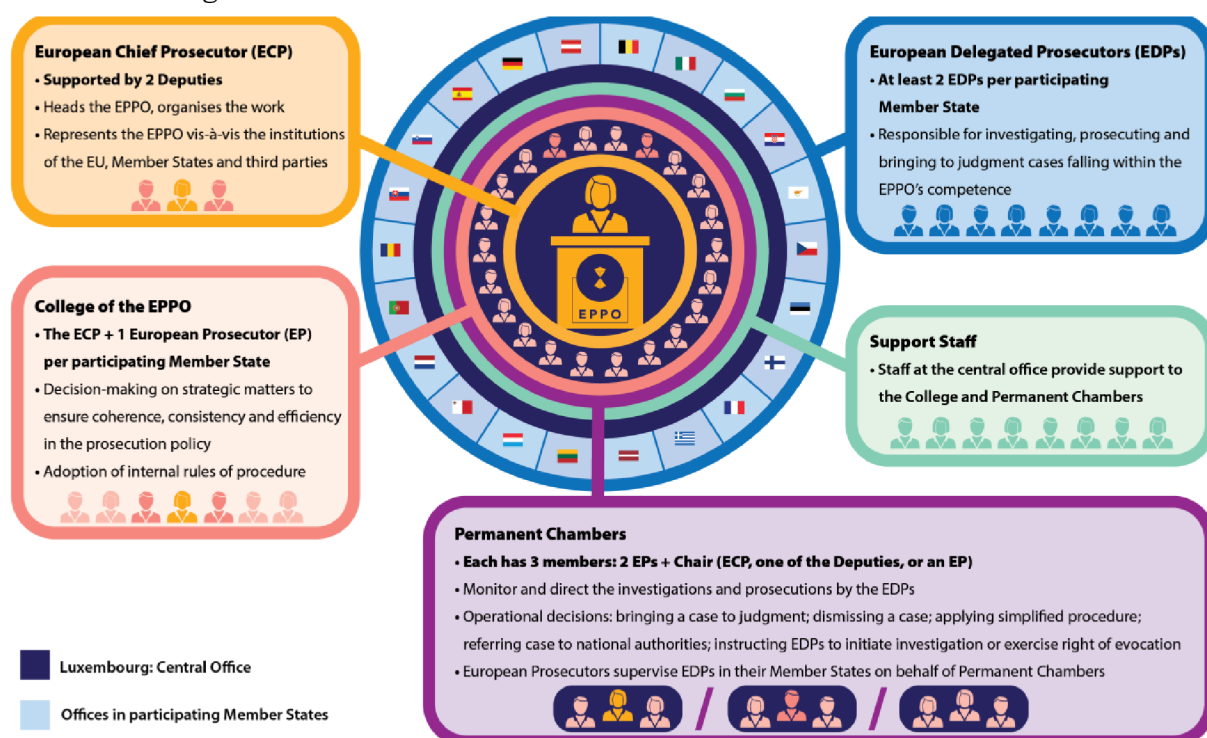 European Chief Prosecutor (ECP)
• Supported by 2 Deputies
• Heads the EPPO, organises the work
• Represents the EPPO vis-à-vis the institutions
of the EU, Member States and third parties
European Delegated Prosecutors (EDPs)
• At least 2 EDPs per participating
Member State
• Responsible for investigating, prosecuting and
bringing to judgment cases falling within the
EPPO's competence
EPPO
College of the EPPO
• The ECP + 1 European Prosecutor (EP)
per participating Member State
• Decision-making on strategic matters to
ensure coherence, consistency and efficiency
in the prosecution policy
• Adoption of internal rules of procedure
Support Staff
• Staff at the central office provide support to
the College and Permanent Chambers
Permanent Chambers
• Each has 3 members: 2 EPs + Chair (ECP, one of the Deputies, or an EP)
• Monitor and direct the investigations and prosecutions by the EDPs
• Operational decisions: bringing a case to judgment; dismissing a case; applying simplified procedure;
referring case to national authorities; instructing EDPs to initiate investigation or exercise right of evocation
• European Prosecutors supervise EDPs in their Member States on behalf of Permanent Chambers
/ /
Luxembourg: Central Office
Offices in participating Member States